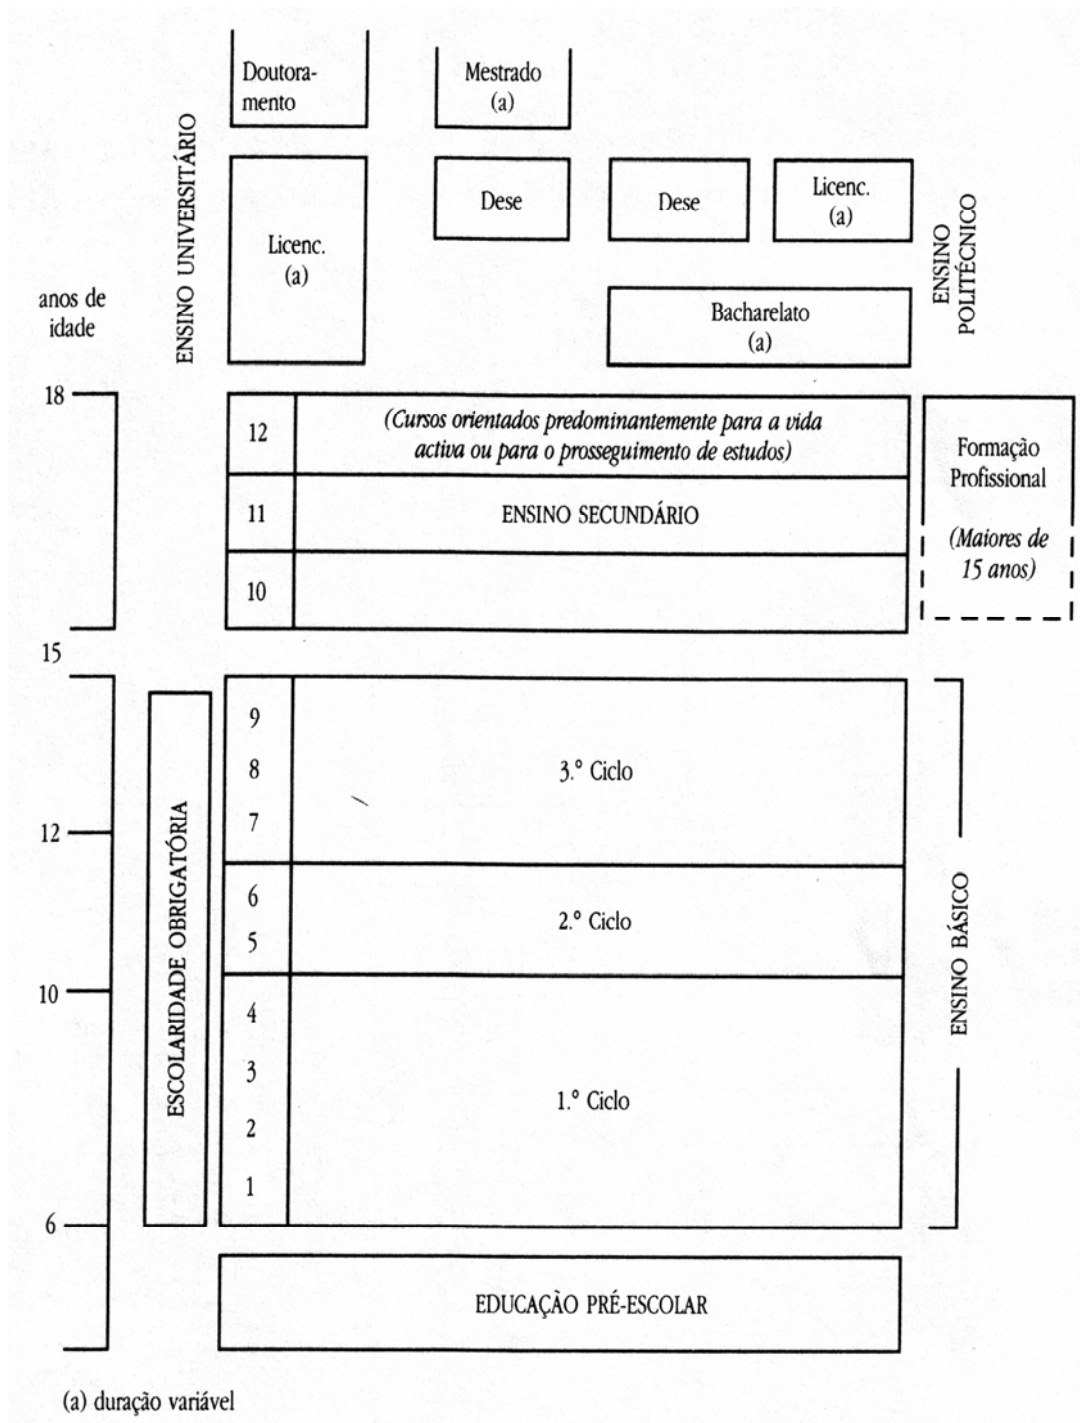 Doutora-
mento
Mestrado
(a)
ENSINO UNIVERSITÁRIO
Licenc.
(a)
Dese
Dese
Licenc.
(a)
Bacharelato
(a)
ENSINO
POLITÉCNICO
anos de
idade
18
12
(Cursos orientados predominantemente para a vida
activa ou para o prosseguimento de estudos)
11
ENSINO SECUNDÁRIO
10
Formação
Profissional
(Maiores de
15 anos)
15
12
10
6
ESCOLARIDADE OBRIGATÓRIA
9
8
7
3.º Ciclo
6
5
2.º Ciclo
4
3
2
1
1.º Ciclo
ENSINO BÁSICO
EDUCAÇÃO PRÉ-ESCOLAR
(a) duração variável